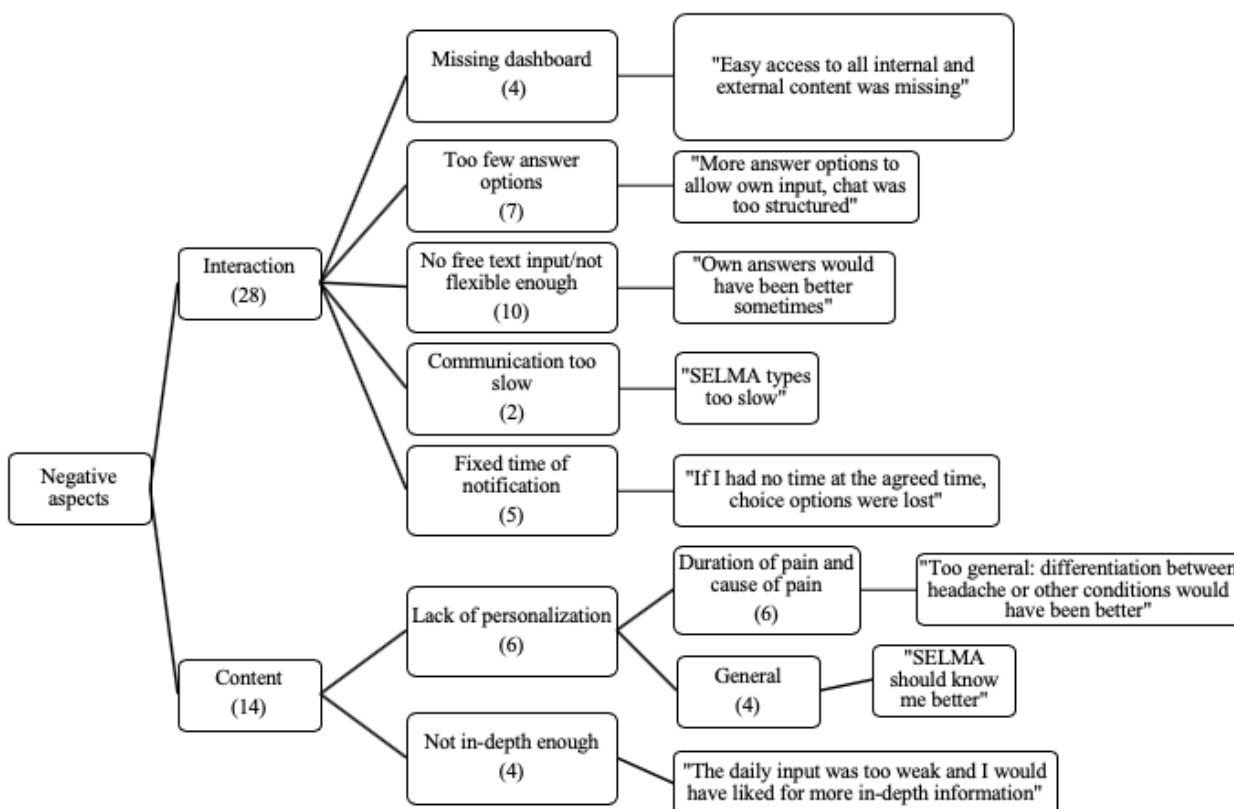 Missing dashboard
(4)
"Easy access to all internal and
external content was missing"
Too few answer
options
(7)
"More answer options to
allow own input, chat was
too structured"
Interaction
(28)
No free text input/not
flexible enough
(10)
"Own answers would
have been better
sometimes"
Communication too
slow
(2)
"SELMA types
too slow"
Negative
aspects
Fixed time of
notification
(5)
"If I had no time at the agreed time,
choice options were lost"
Duration of pain and
cause of pain
(6)
"Too general: differentiation between
headache or other conditions would
have been better"
Lack of personalization
(6)
Content
(14)
General
(4)
"SELMA
should know
me better"
Not in-depth enough
(4)
"The daily input was too weak and I would
have liked for more in-depth information"